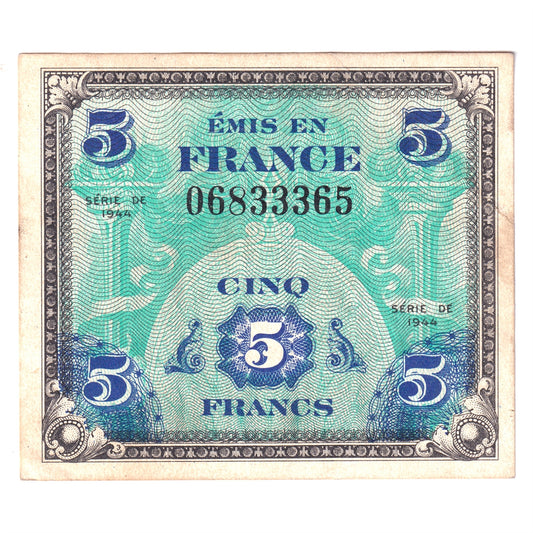 5 ÉMIS EN 5
FRANCE
06833365
SÉRIE DE
1944
CINQ
SÉRIE DE
1944
5
5 5
FRANCS